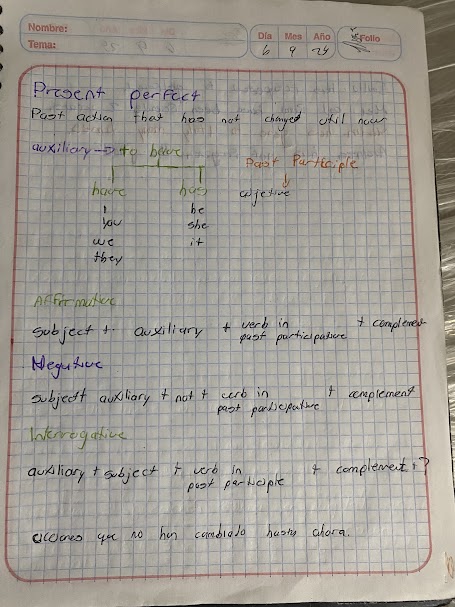 Nombre:
Tema:
Día Mes Año
6 9 24
Folio
Present perfect
Past action that has not changed util now
auxiliary → to have
Past Participle
have has adjetive
I he
you she
we it
they
Affirmative
subject + auxiliary + verb in past participative + complement
Negative
subject + auxiliary + not + verb in past participative + complement
Interrogative
auxiliary + subject + verb in past participle + complement + ?
acciones que no han cambiado hasta ahora.